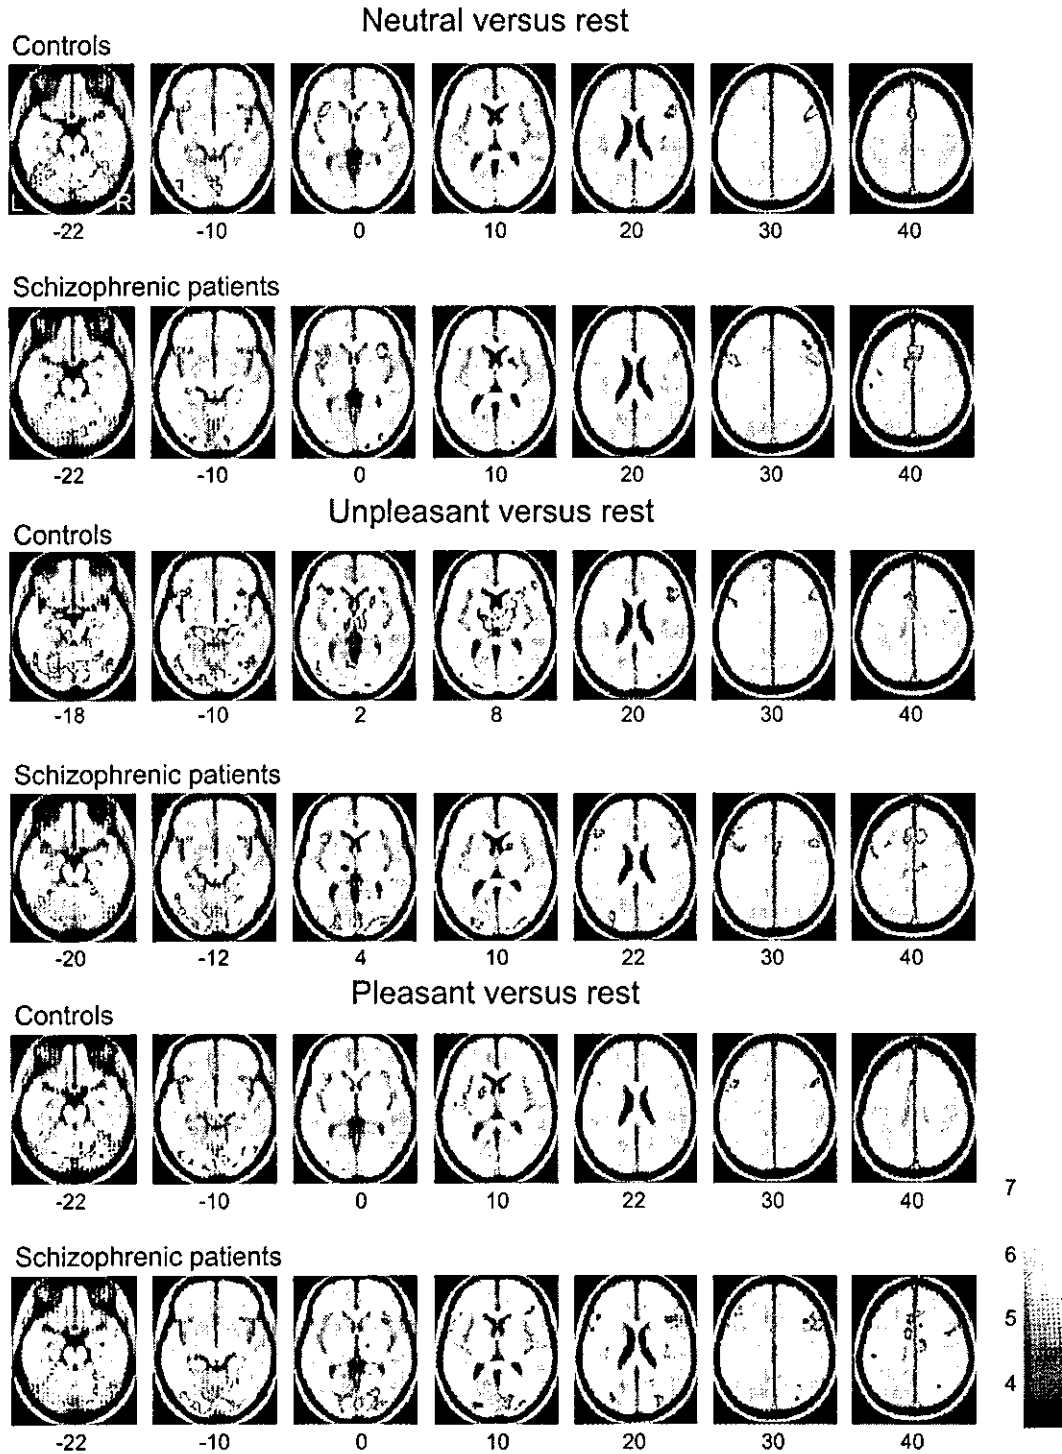 Neutral versus rest
Controls
L R
-22 -10 0 10 20 30 40
Schizophrenic patients
-22 -10 0 10 20 30 40
Unpleasant versus rest
Controls
-18 -10 2 8 20 30 40
Schizophrenic patients
-20 -12 4 10 22 30 40
Pleasant versus rest
Controls
-22 -10 0 10 22 30 40
7
Schizophrenic patients
6
5
4
-22 -10 0 10 20 30 40